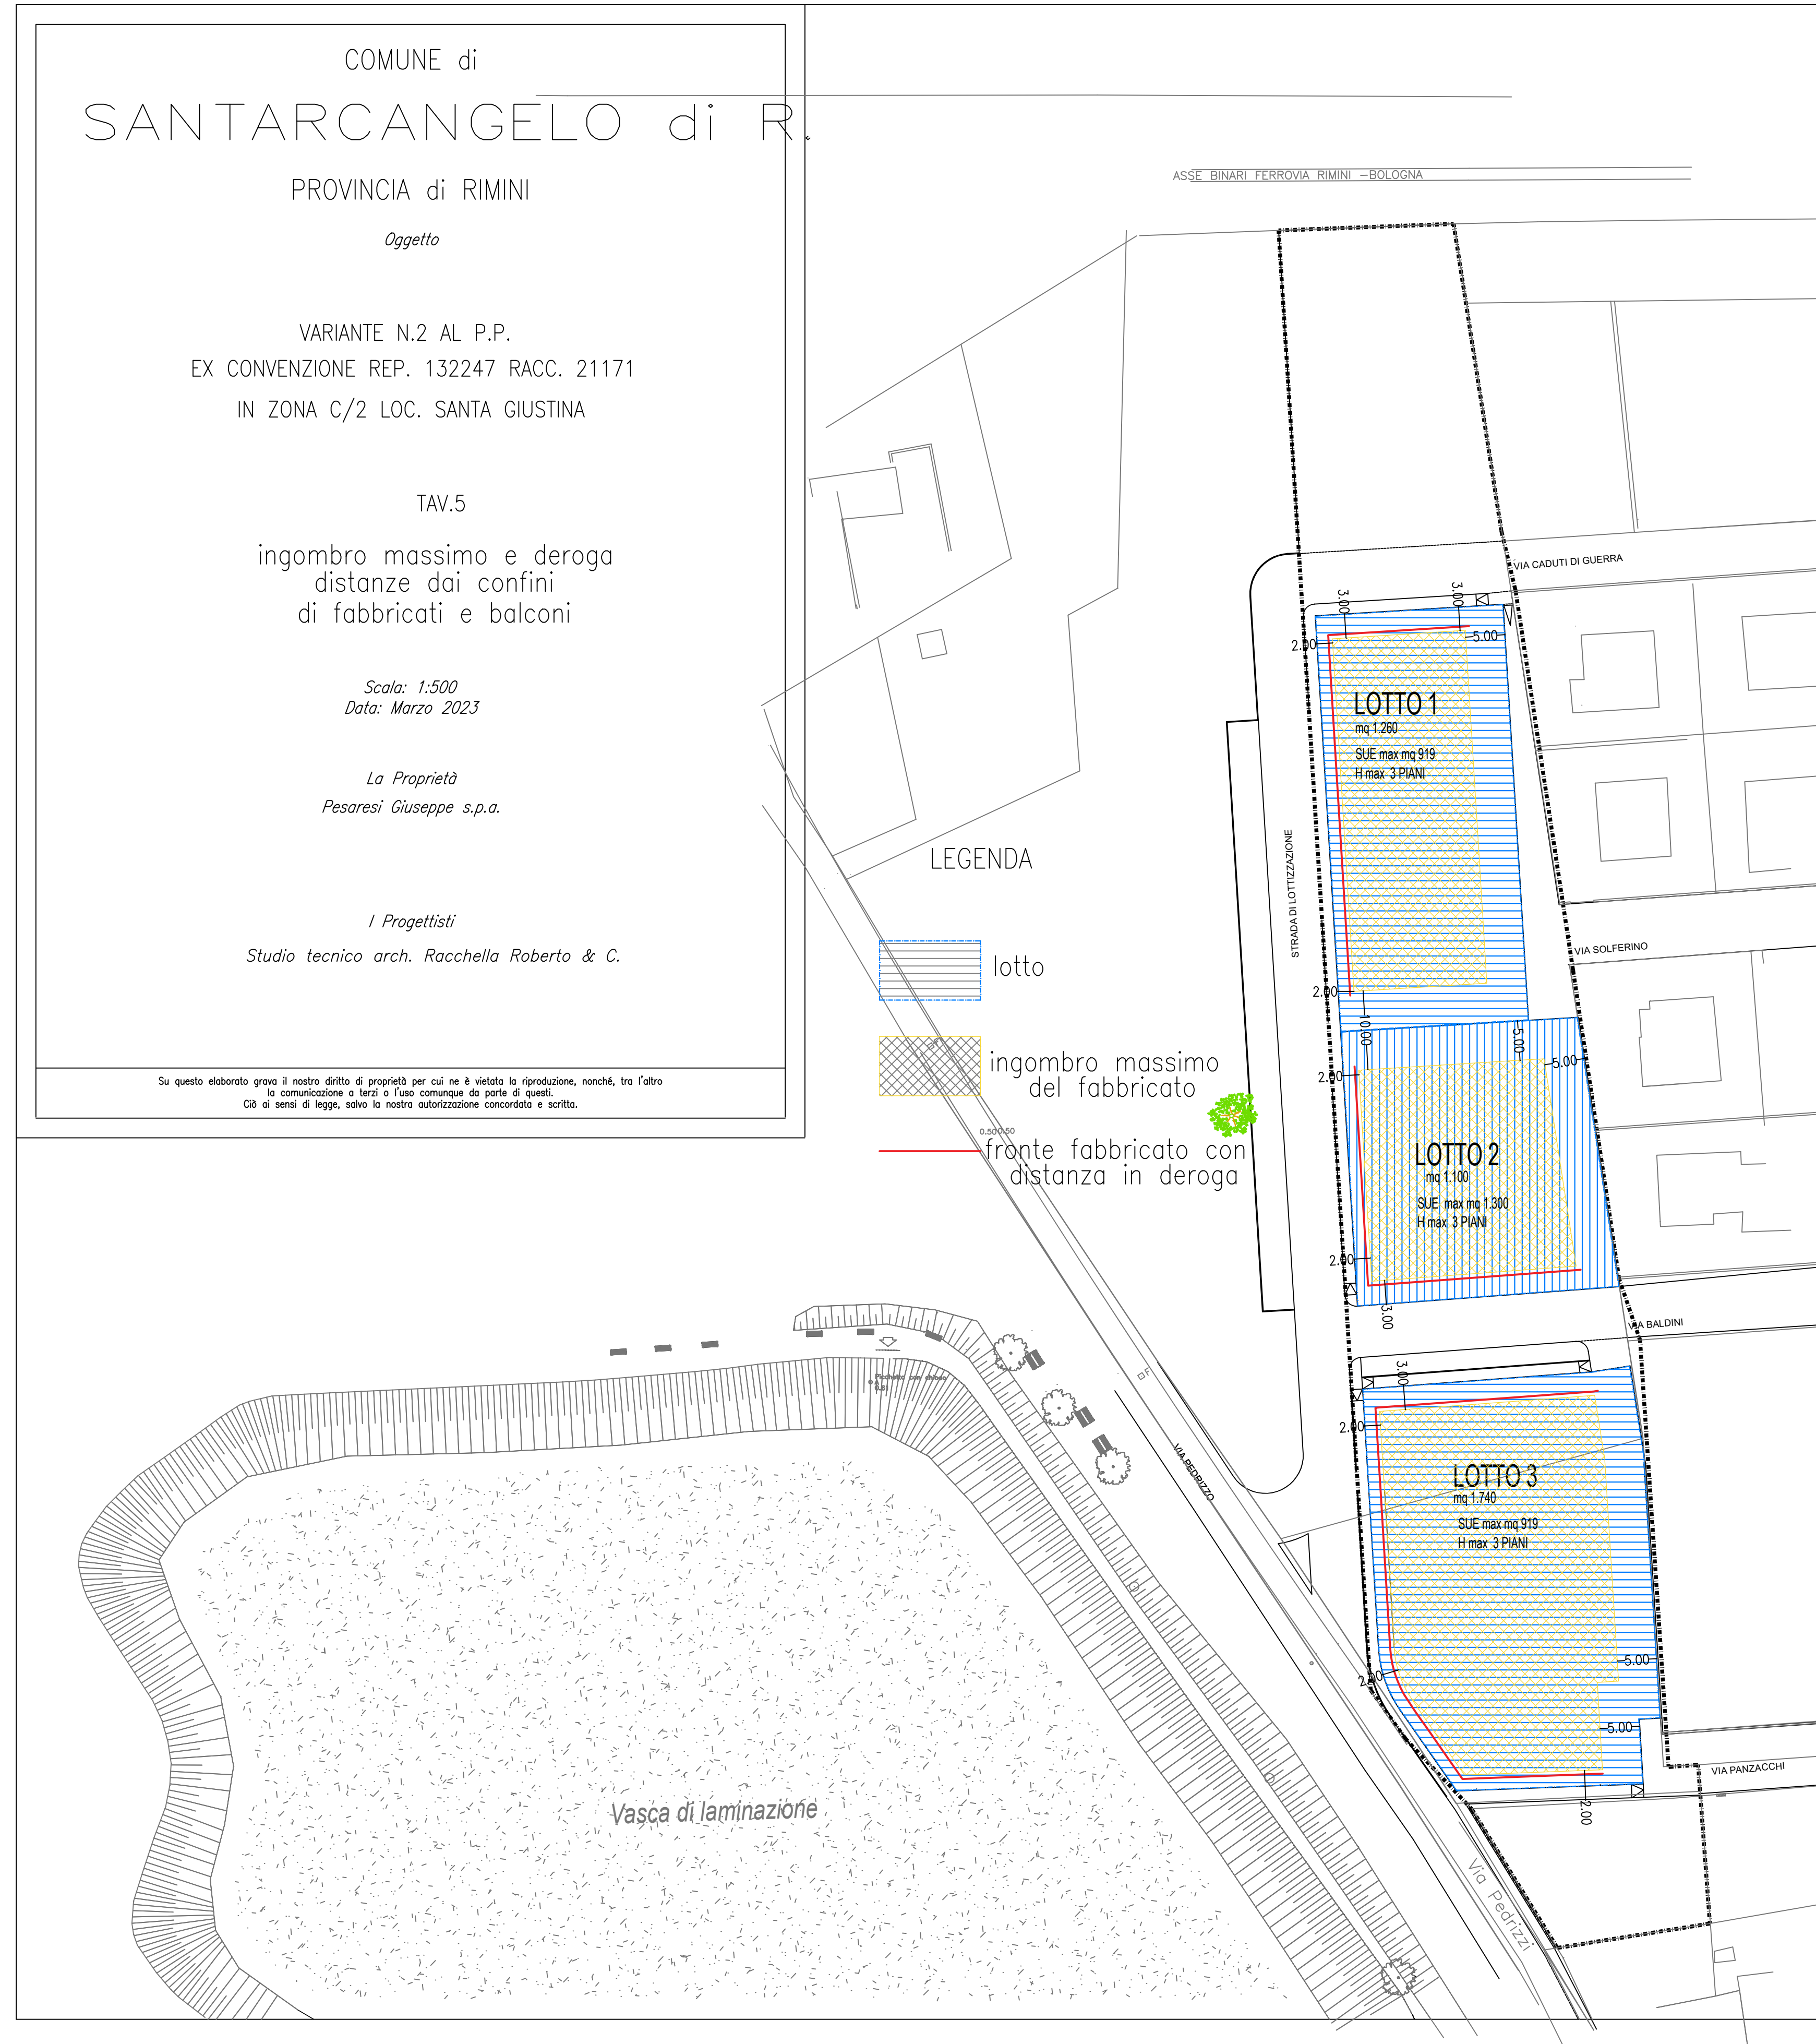 COMUNE di
SANTARCANGELO di R.
PROVINCIA di RIMINI
Oggetto
VARIANTE N.2 AL P.P.
EX CONVENZIONE REP. 132247 RACC. 21171
IN ZONA C/2 LOC. SANTA GIUSTINA
TAV.5
ingombro massimo e deroga
distanze dai confini
di fabbricati e balconi
Scala: 1:500
Data: Marzo 2023
La Proprietà
Pesaresi Giuseppe s.p.a.
I Progettisti
Studio tecnico arch. Racchella Roberto & C.
Su questo elaborato grava il nostro diritto di proprietà per cui ne è vietata la riproduzione, nonché, tra l'altro
la comunicazione a terzi o l'uso comunque da parte di questi.
Ciò ai sensi di legge, salvo la nostra autorizzazione concordata e scritta.
LEGENDA
lotto
ingombro massimo
del fabbricato
0.50 0.50
fronte fabbricato con
distanza in deroga
ASSE BINARI FERROVIA RIMINI -BOLOGNA
VIA CADUTI DI GUERRA
3.00
3.00
2.00
5.00
LOTTO 1
mq 1.260
SUE max mq 919
H max 3 PIANI
STRADA DI LOTTIZZAZIONE
VIA SOLFERINO
2.00
10.00
5.00
5.00
2.00
LOTTO 2
mq 1.100
SUE max mq 1.300
H max 3 PIANI
2.00
3.00
VIA BALDINI
3.00
2.00
LOTTO 3
mq 1.740
SUE max mq 919
H max 3 PIANI
2.00
5.00
5.00
2.00
VIA PANZACCHI
VIA PEDRIZZO
Via Pedrizzi
Picchetto con chiodo
Vasca di laminazione